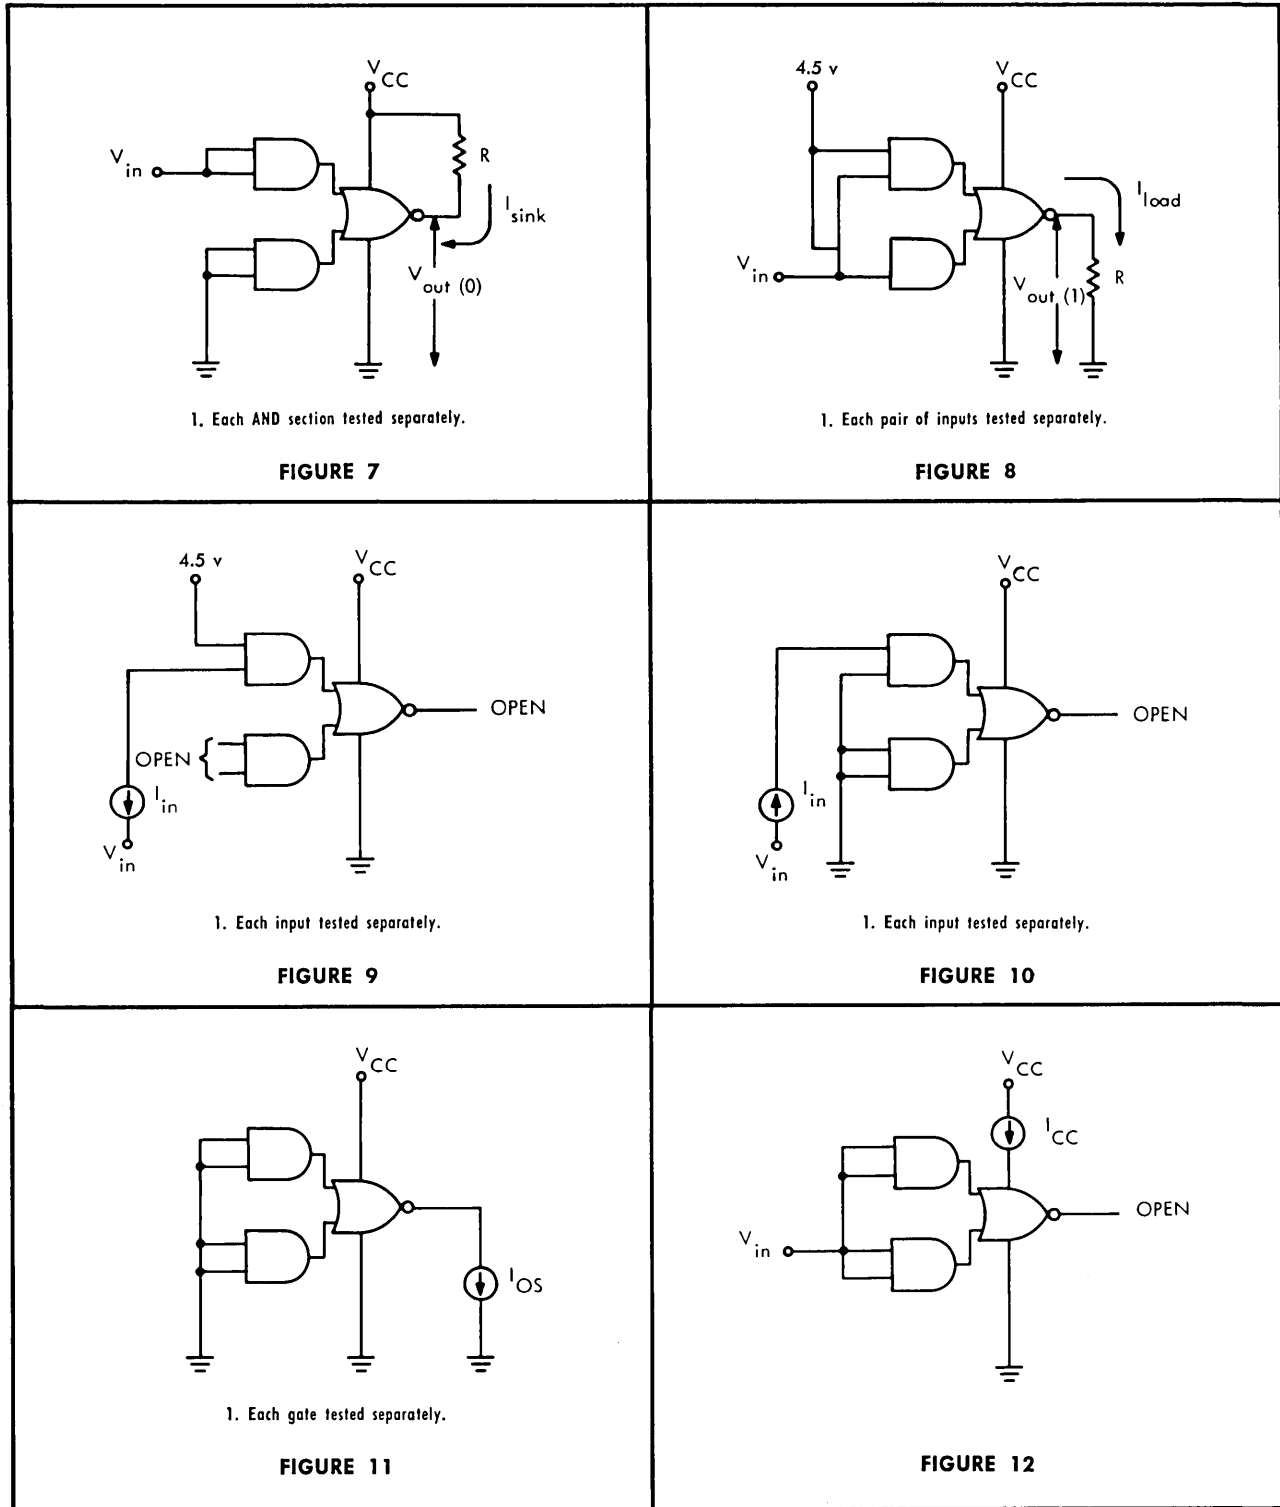 V CC
V in
R
I sink
V out (0)
1. Each AND section tested separately.
FIGURE 7
4.5 v
V CC
I load
V in
V out (1)
R
1. Each pair of inputs tested separately.
FIGURE 8
4.5 v
V CC
OPEN
OPEN
I in
V in
1. Each input tested separately.
FIGURE 9
V CC
OPEN
I in
V in
1. Each input tested separately.
FIGURE 10
V CC
I OS
1. Each gate tested separately.
FIGURE 11
V CC
I CC
OPEN
V in
FIGURE 12